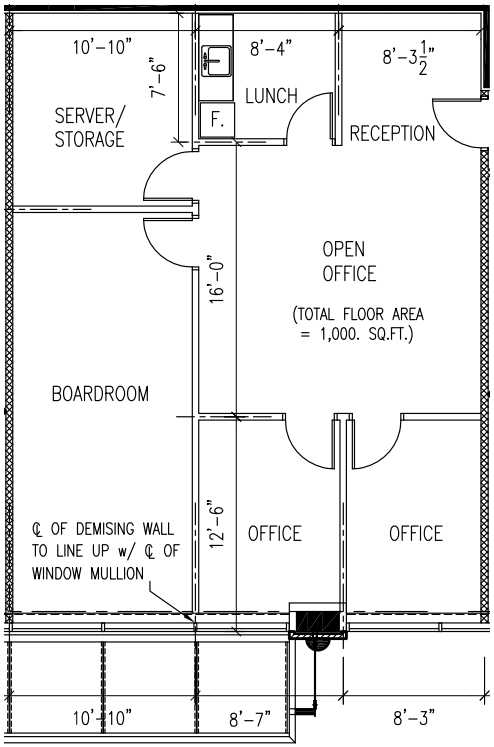 10'-10"
8'-4"
8'-3 1/2"
7'-6"
SERVER/
STORAGE
F.
LUNCH
RECEPTION
16'-0"
OPEN
OFFICE
(TOTAL FLOOR AREA
= 1,000. SQ.FT.)
BOARDROOM
12'-6"
OFFICE
OFFICE
℄ OF DEMISING WALL
TO LINE UP w/ ℄ OF
WINDOW MULLION
10'-10"
8'-7"
8'-3"